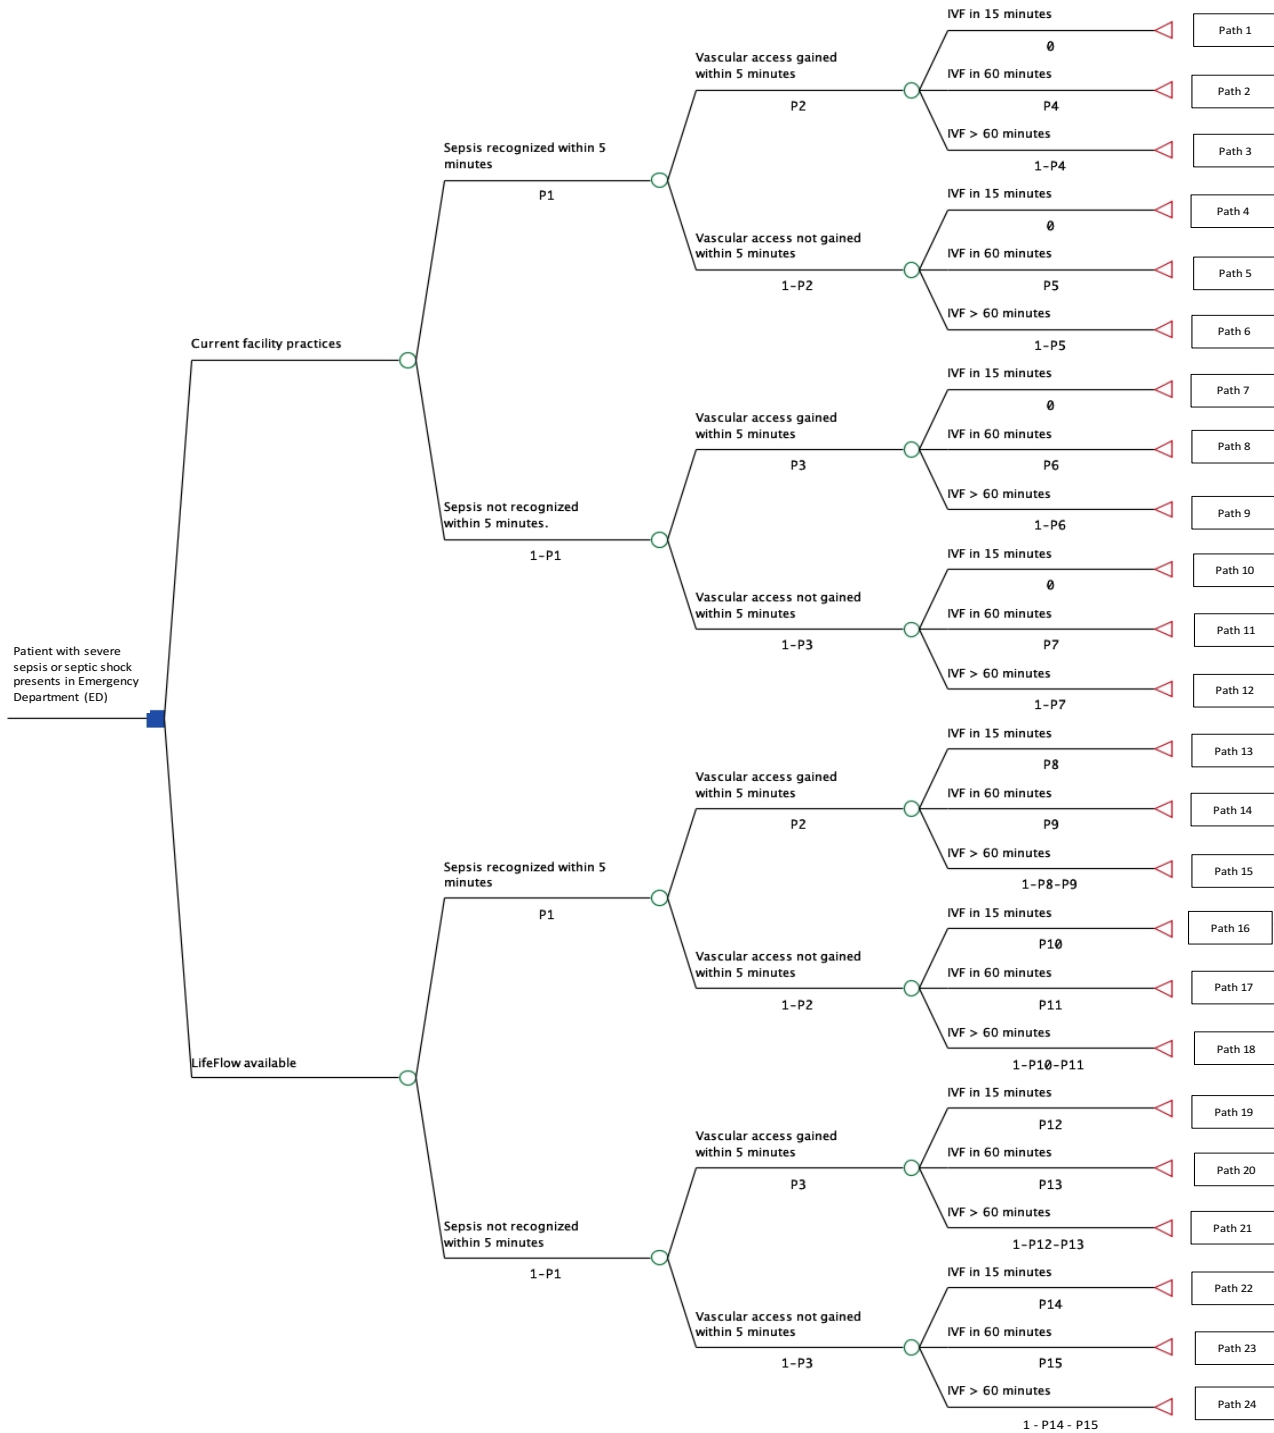 IVF in 15 minutes
0
Path 1
Vascular access gained
within 5 minutes
P2
IVF in 60 minutes
P4
Path 2
IVF > 60 minutes
1-P4
Path 3
Sepsis recognized within 5
minutes
P1
IVF in 15 minutes
0
Path 4
Vascular access not gained
within 5 minutes
1-P2
IVF in 60 minutes
P5
Path 5
IVF > 60 minutes
1-P5
Path 6
Current facility practices
IVF in 15 minutes
0
Path 7
Vascular access gained
within 5 minutes
P3
IVF in 60 minutes
P6
Path 8
IVF > 60 minutes
1-P6
Path 9
Sepsis not recognized
within 5 minutes.
1-P1
IVF in 15 minutes
0
Path 10
Vascular access not gained
within 5 minutes
1-P3
IVF in 60 minutes
P7
Path 11
IVF > 60 minutes
1-P7
Path 12
Patient with severe
sepsis or septic shock
presents in Emergency
Department (ED)
IVF in 15 minutes
P8
Path 13
Vascular access gained
within 5 minutes
P2
IVF in 60 minutes
P9
Path 14
IVF > 60 minutes
1-P8-P9
Path 15
Sepsis recognized within 5
minutes
P1
IVF in 15 minutes
P10
Path 16
Vascular access not gained
within 5 minutes
1-P2
IVF in 60 minutes
P11
Path 17
IVF > 60 minutes
1-P10-P11
Path 18
LifeFlow available
IVF in 15 minutes
P12
Path 19
Vascular access gained
within 5 minutes
P3
IVF in 60 minutes
P13
Path 20
IVF > 60 minutes
1-P12-P13
Path 21
Sepsis not recognized
within 5 minutes
1-P1
IVF in 15 minutes
P14
Path 22
Vascular access not gained
within 5 minutes
1-P3
IVF in 60 minutes
P15
Path 23
IVF > 60 minutes
1 - P14 - P15
Path 24